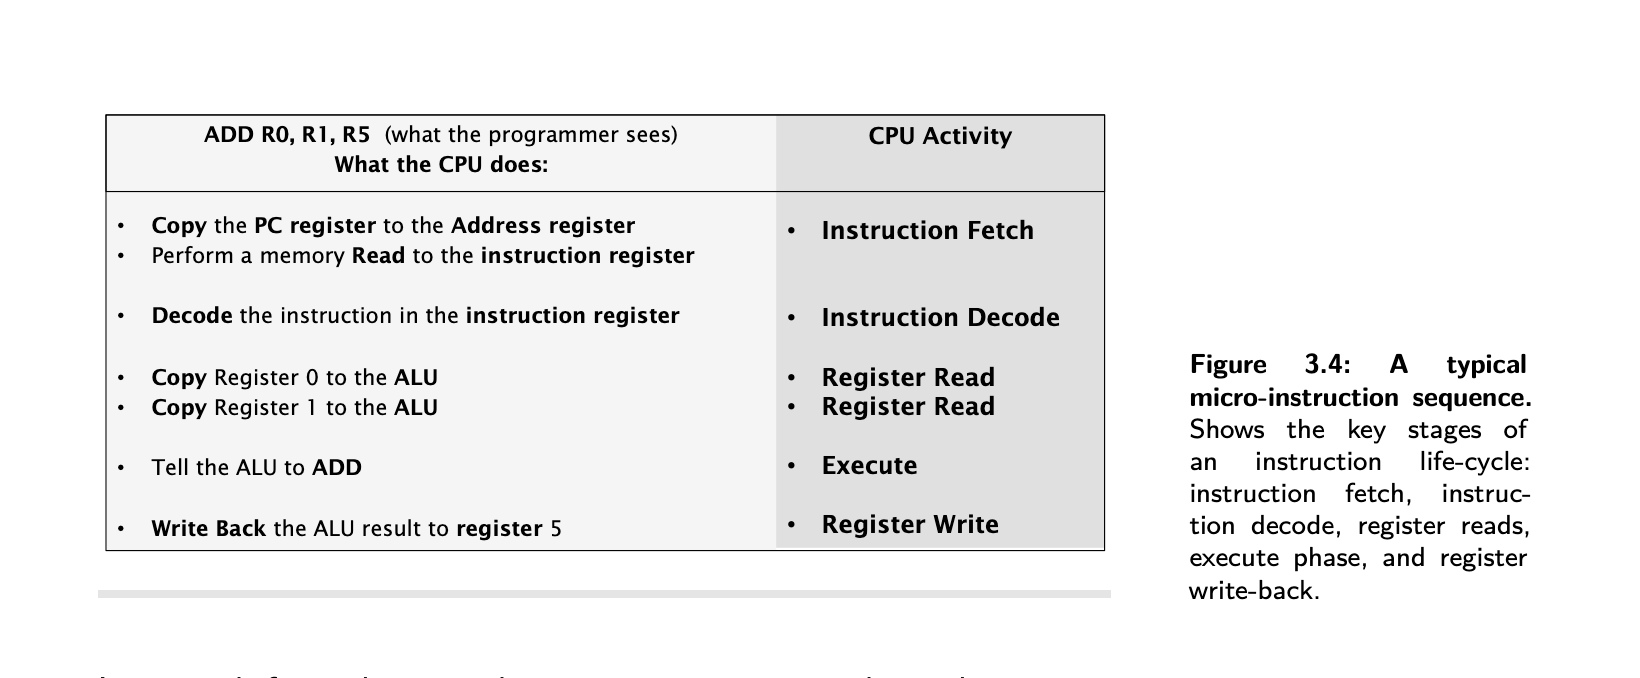 ADD R0, R1, R5 (what the programmer sees)
What the CPU does:
CPU Activity
• Copy the PC register to the Address register
• Perform a memory Read to the instruction register
• Instruction Fetch
• Decode the instruction in the instruction register
• Instruction Decode
• Copy Register 0 to the ALU
• Register Read
• Copy Register 1 to the ALU
• Register Read
• Tell the ALU to ADD
• Execute
• Write Back the ALU result to register 5
• Register Write
Figure 3.4: A typical
micro-instruction sequence.
Shows the key stages of
an instruction life-cycle:
instruction fetch, instruc-
tion decode, register reads,
execute phase, and register
write-back.